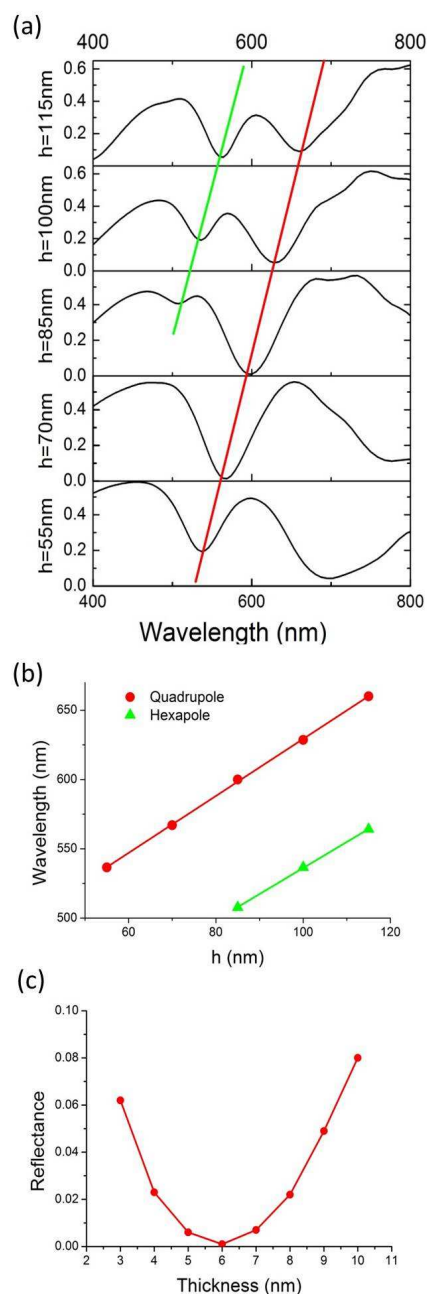 (a)
400 600 800
0.6
0.4
0.2
h=115nm
0.6
0.4
0.2
0.0
h=100nm
0.4
0.2
0.0
h=85nm
0.4
0.2
0.0
h=70nm
0.4
0.2
0.0
h=55nm
400 600 800
Wavelength (nm)
(b)
Quadrupole
Hexapole
650
600
550
500
Wavelength (nm)
60 80 100 120
h (nm)
(c)
0.10
0.08
0.06
0.04
0.02
0.00
Reflectance
2 3 4 5 6 7 8 9 10 11
Thickness (nm)